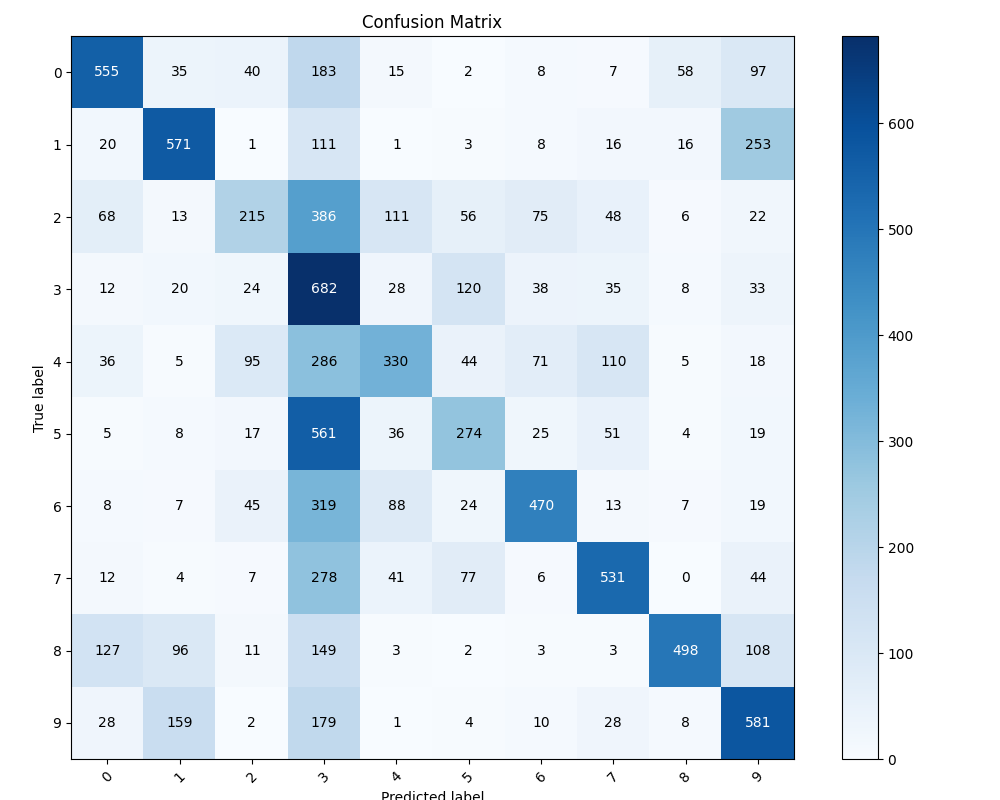 Confusion Matrix
0 555 35 40 183 15 2 8 7 58 97
1 20 571 1 111 1 3 8 16 16 253
2 68 13 215 386 111 56 75 48 6 22
3 12 20 24 682 28 120 38 35 8 33
4 36 5 95 286 330 44 71 110 5 18
5 5 8 17 561 36 274 25 51 4 19
6 8 7 45 319 88 24 470 13 7 19
7 12 4 7 278 41 77 6 531 0 44
8 127 96 11 149 3 2 3 3 498 108
9 28 159 2 179 1 4 10 28 8 581
0 1 2 3 4 5 6 7 8 9
True label
Predicted label
600
500
400
300
200
100
0